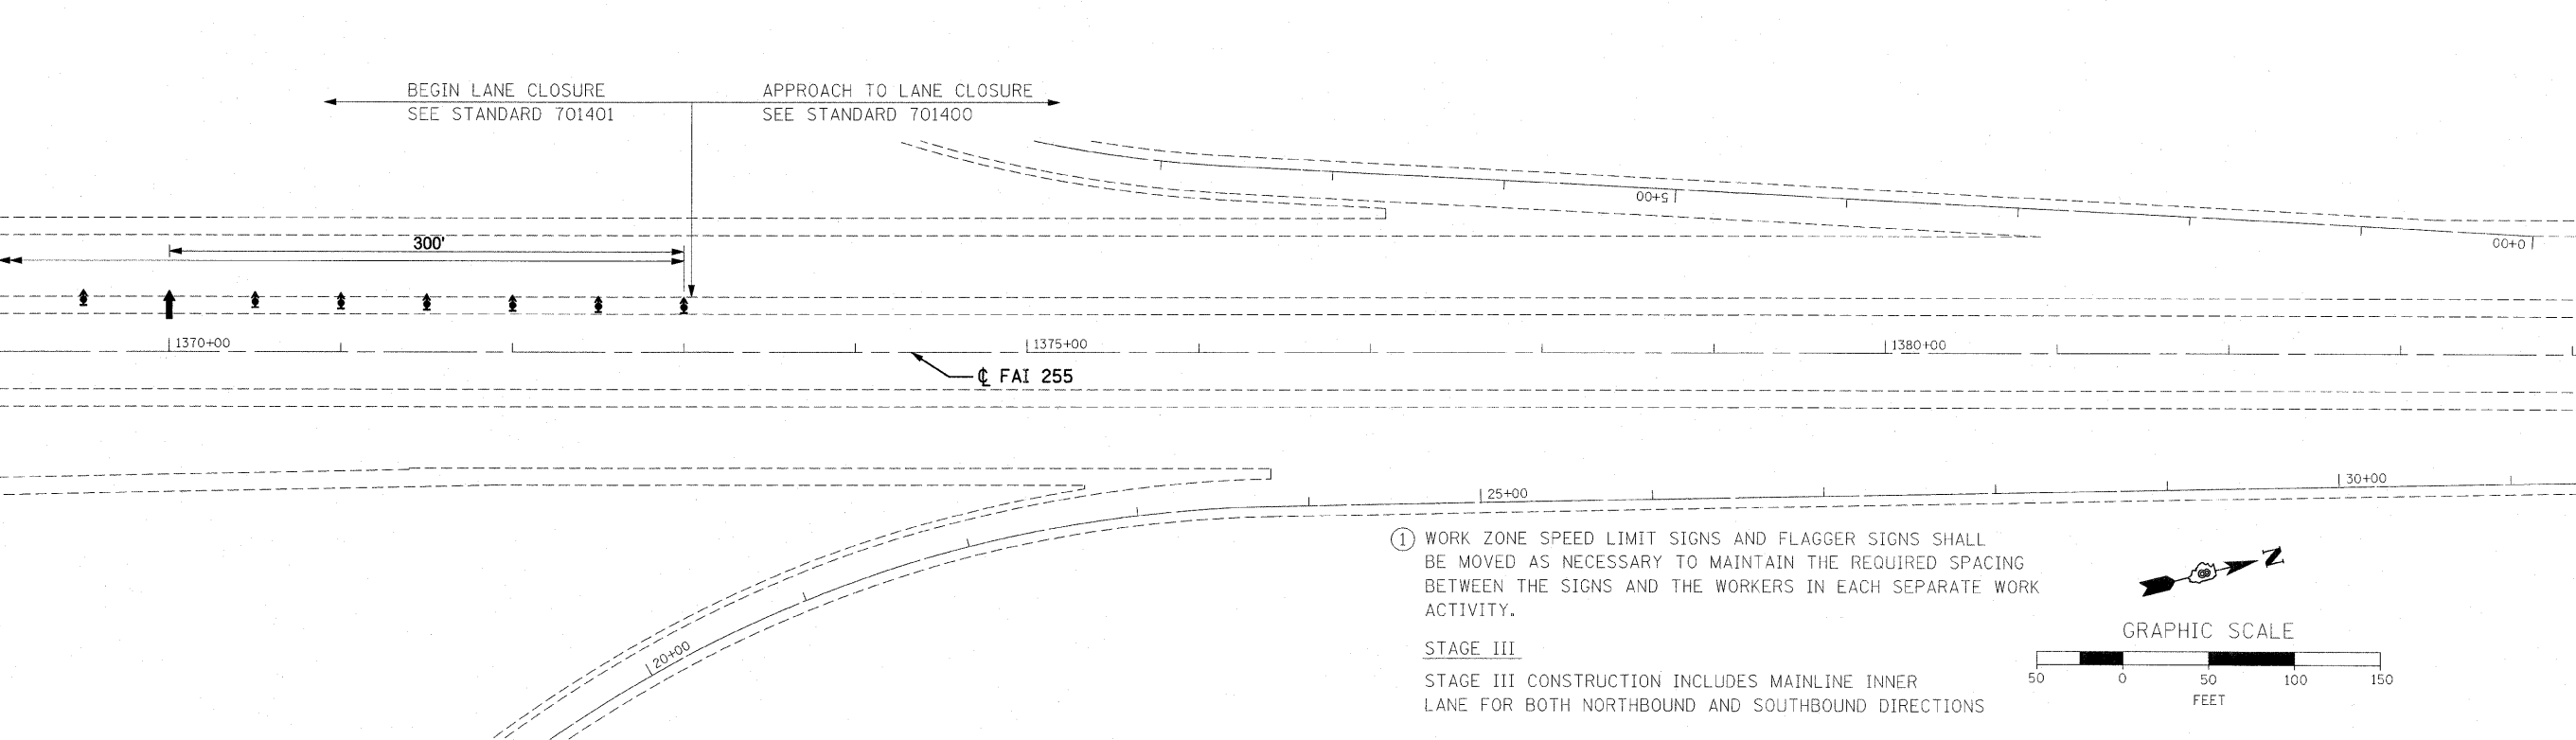 BEGIN LANE CLOSURE
SEE STANDARD 701401
APPROACH TO LANE CLOSURE
SEE STANDARD 701400
300'
5+00
0+00
1370+00
1375+00
1380+00
℄ FAI 255
25+00
30+00
20+00
1 WORK ZONE SPEED LIMIT SIGNS AND FLAGGER SIGNS SHALL
BE MOVED AS NECESSARY TO MAINTAIN THE REQUIRED SPACING
BETWEEN THE SIGNS AND THE WORKERS IN EACH SEPARATE WORK
ACTIVITY.
STAGE III
STAGE III CONSTRUCTION INCLUDES MAINLINE INNER
LANE FOR BOTH NORTHBOUND AND SOUTHBOUND DIRECTIONS
N
GRAPHIC SCALE
50 0 50 100 150
FEET